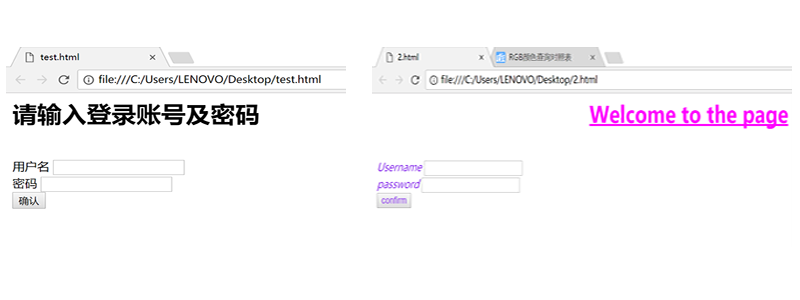 test.html
file:///C:/Users/LENOVO/Desktop/test.html
请输入登录账号及密码
用户名
密码
确认
2.html
RGB颜色查询对照表
file:///C:/Users/LENOVO/Desktop/2.html
Welcome to the page
Username
password
confirm